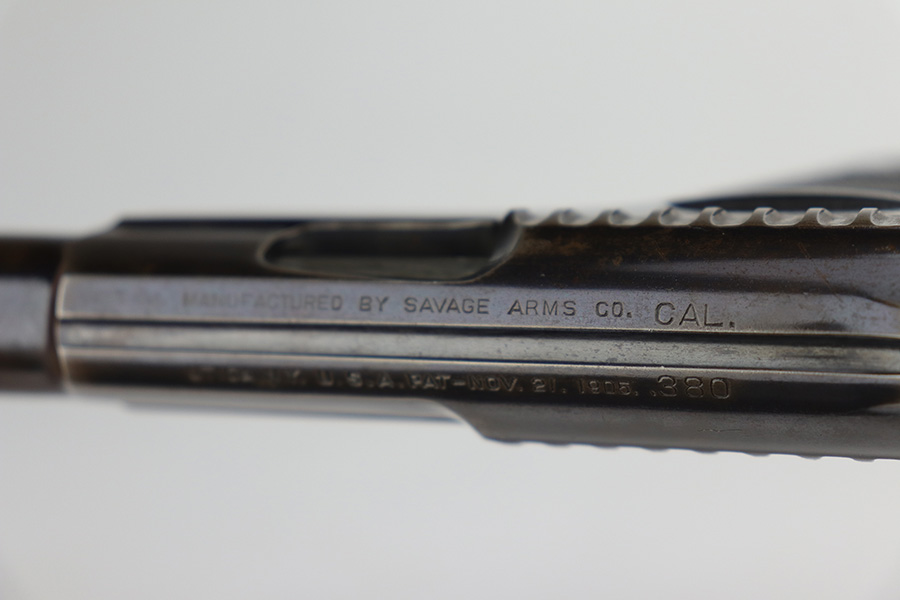 MANUFACTURED BY SAVAGE ARMS CO. CAL.
U.S.A. PAT-NOV. 21. 1905. .380